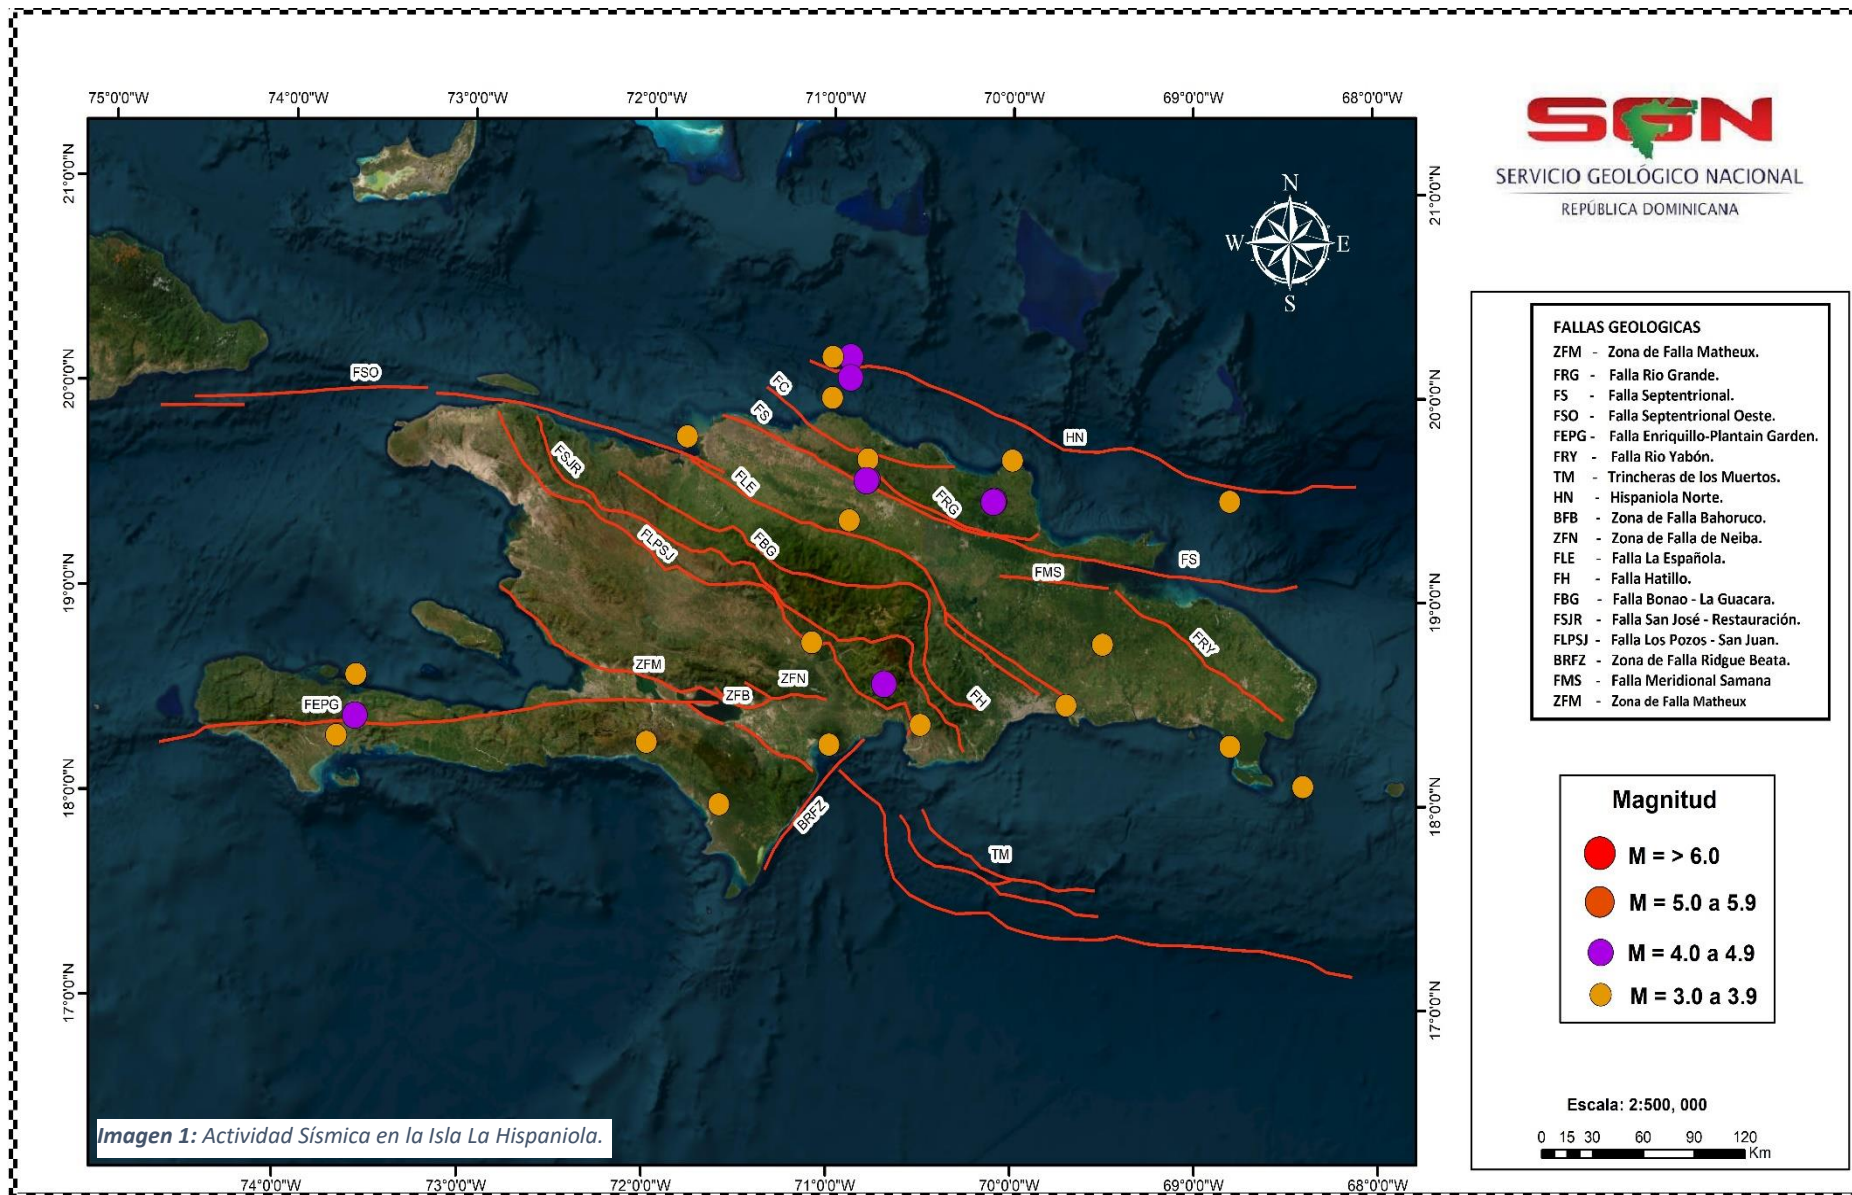 75°0'0"W 74°0'0"W 73°0'0"W 72°0'0"W 71°0'0"W 70°0'0"W 69°0'0"W 68°0'0"W
21°0'0"N
20°0'0"N
19°0'0"N
18°0'0"N
17°0'0"N
21°0'0"N
20°0'0"N
19°0'0"N
18°0'0"N
17°0'0"N
N
W E
S
FSO
FC
FS
HN
FSJR
FLE
FRG
FLPSJ
FBG
FS
FMS
FRY
ZFM
ZFN
ZFB
FH
FEPG
BRFZ
TM
Imagen 1: Actividad Sísmica en la Isla La Hispaniola.
74°0'0"W 73°0'0"W 72°0'0"W 71°0'0"W 70°0'0"W 69°0'0"W 68°0'0"W
SGN
SERVICIO GEOLÓGICO NACIONAL
REPÚBLICA DOMINICANA
FALLAS GEOLOGICAS
ZFM - Zona de Falla Matheux.
FRG - Falla Rio Grande.
FS - Falla Septentrional.
FSO - Falla Septentrional Oeste.
FEPG - Falla Enriquillo-Plantain Garden.
FRY - Falla Rio Yabón.
TM - Trincheras de los Muertos.
HN - Hispaniola Norte.
BFB - Zona de Falla Bahoruco.
ZFN - Zona de Falla de Neiba.
FLE - Falla La Española.
FH - Falla Hatillo.
FBG - Falla Bonao - La Guacara.
FSJR - Falla San José - Restauración.
FLPSJ - Falla Los Pozos - San Juan.
BRFZ - Zona de Falla Ridgue Beata.
FMS - Falla Meridional Samana
ZFM - Zona de Falla Matheux
Magnitud
M = > 6.0
M = 5.0 a 5.9
M = 4.0 a 4.9
M = 3.0 a 3.9
Escala: 2:500, 000
0 15 30 60 90 120
Km